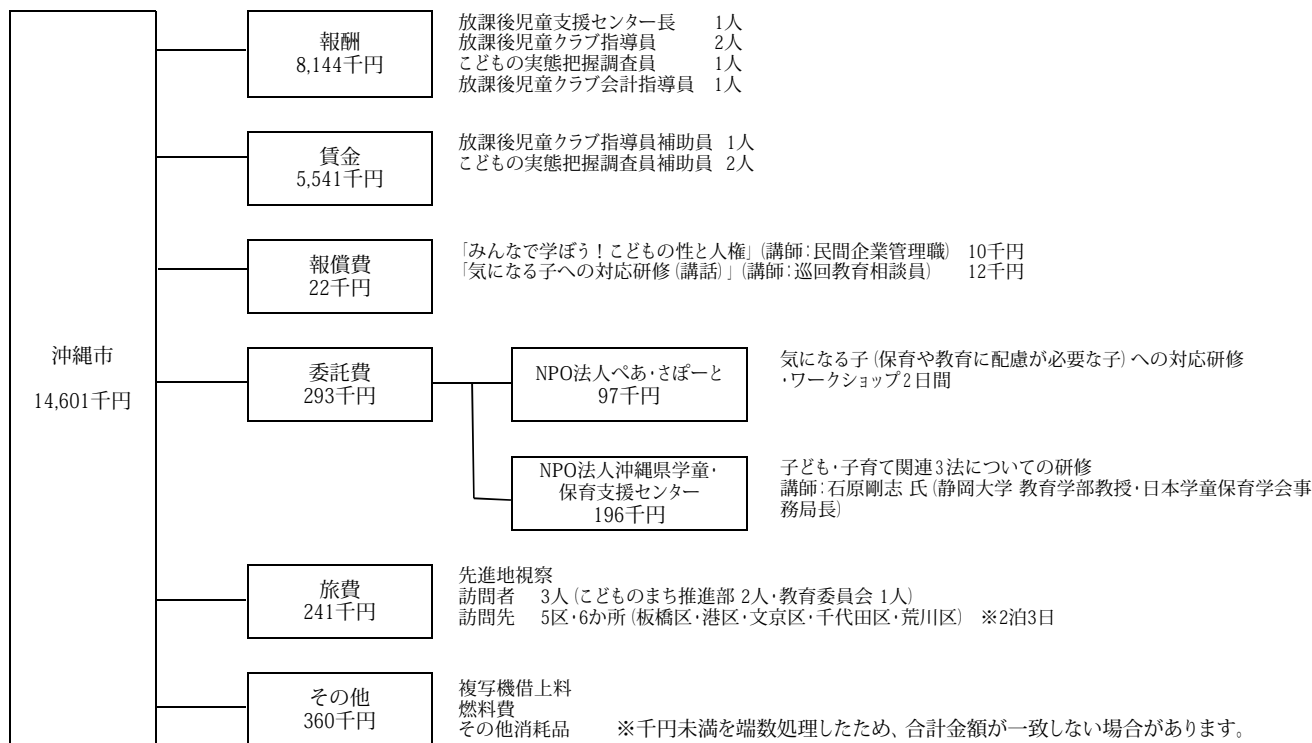 沖縄市
14,601千円
報酬
8,144千円
放課後児童支援センター長 1人
放課後児童クラブ指導員 2人
こどもの実態把握調査員 1人
放課後児童クラブ会計指導員 1人
賃金
5,541千円
放課後児童クラブ指導員補助員 1人
こどもの実態把握調査員補助員 2人
報償費
22千円
「みんなで学ぼう！こどもの性と人権」(講師:民間企業管理職) 10千円
「気になる子への対応研修(講話)」(講師:巡回教育相談員) 12千円
委託費
293千円
NPO法人ぺあ・さぽーと
97千円
気になる子(保育や教育に配慮が必要な子)への対応研修
・ワークショップ2日間
NPO法人沖縄県学童・
保育支援センター
196千円
子ども・子育て関連3法についての研修
講師:石原剛志 氏(静岡大学 教育学部教授・日本学童保育学会事
務局長)
旅費
241千円
先進地視察
訪問者 3人(こどものまち推進部 2人・教育委員会 1人)
訪問先 5区・6か所(板橋区・港区・文京区・千代田区・荒川区) ※2泊3日
その他
360千円
複写機借上料
燃料費
その他消耗品 ※千円未満を端数処理したため、合計金額が一致しない場合があります。